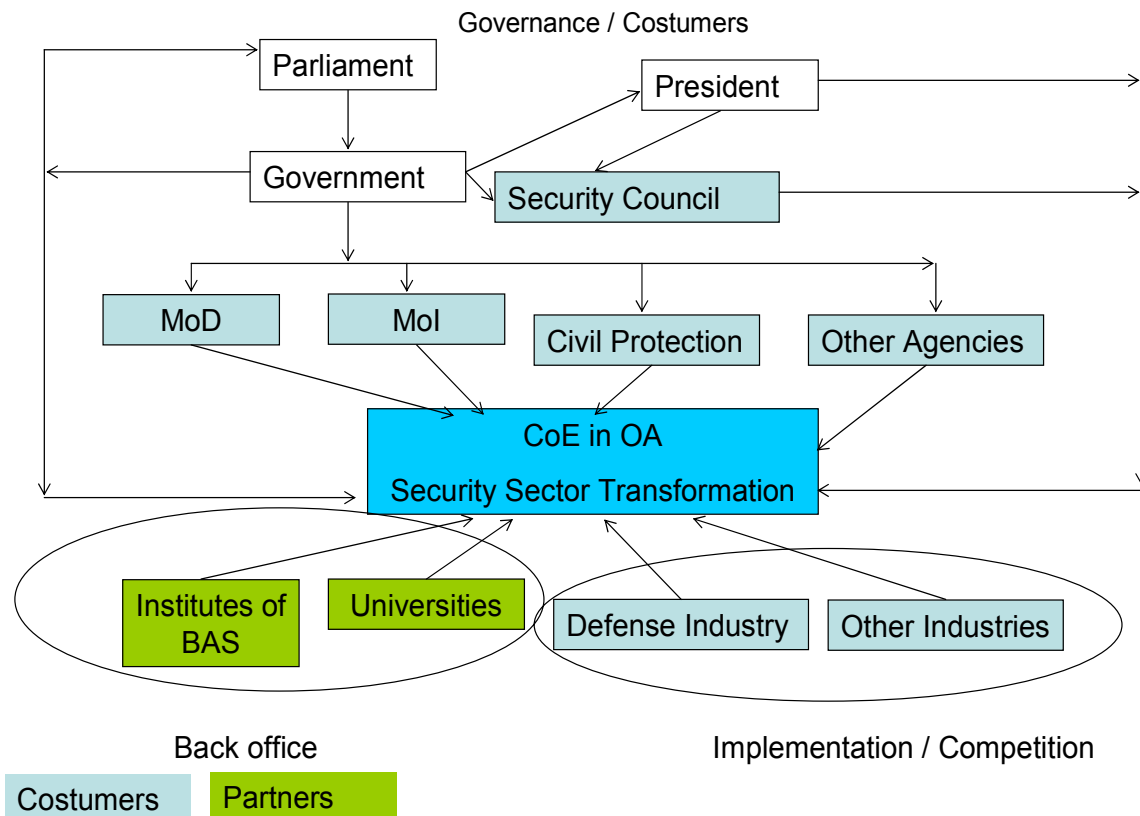 Governance / Costumers
Parliament
President
Government
Security Council
MoD
MoI
Civil Protection
Other Agencies
CoE in OA
Security Sector Transformation
Institutes of
BAS
Universities
Defense Industry
Other Industries
Back office
Implementation / Competition
Costumers
Partners